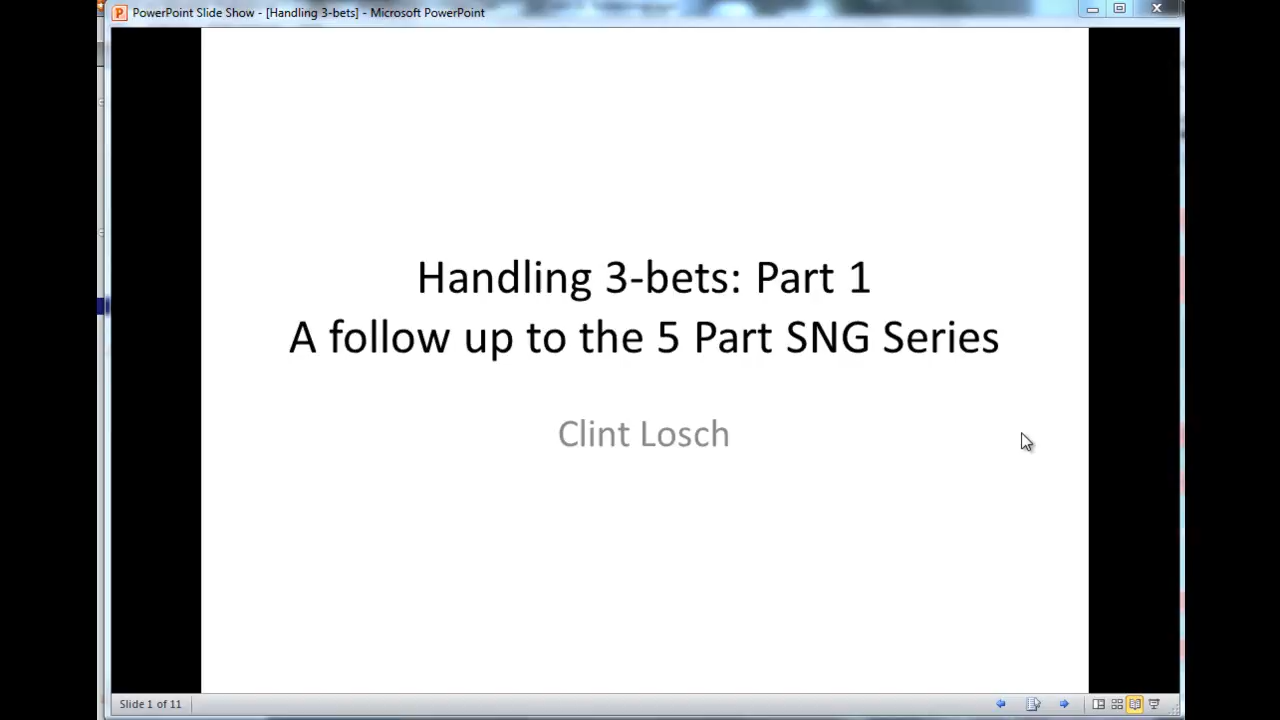 PowerPoint Slide Show - [Handling 3-bets] - Microsoft PowerPoint
Handling 3-bets: Part 1
A follow up to the 5 Part SNG Series
Clint Losch
Slide 1 of 11